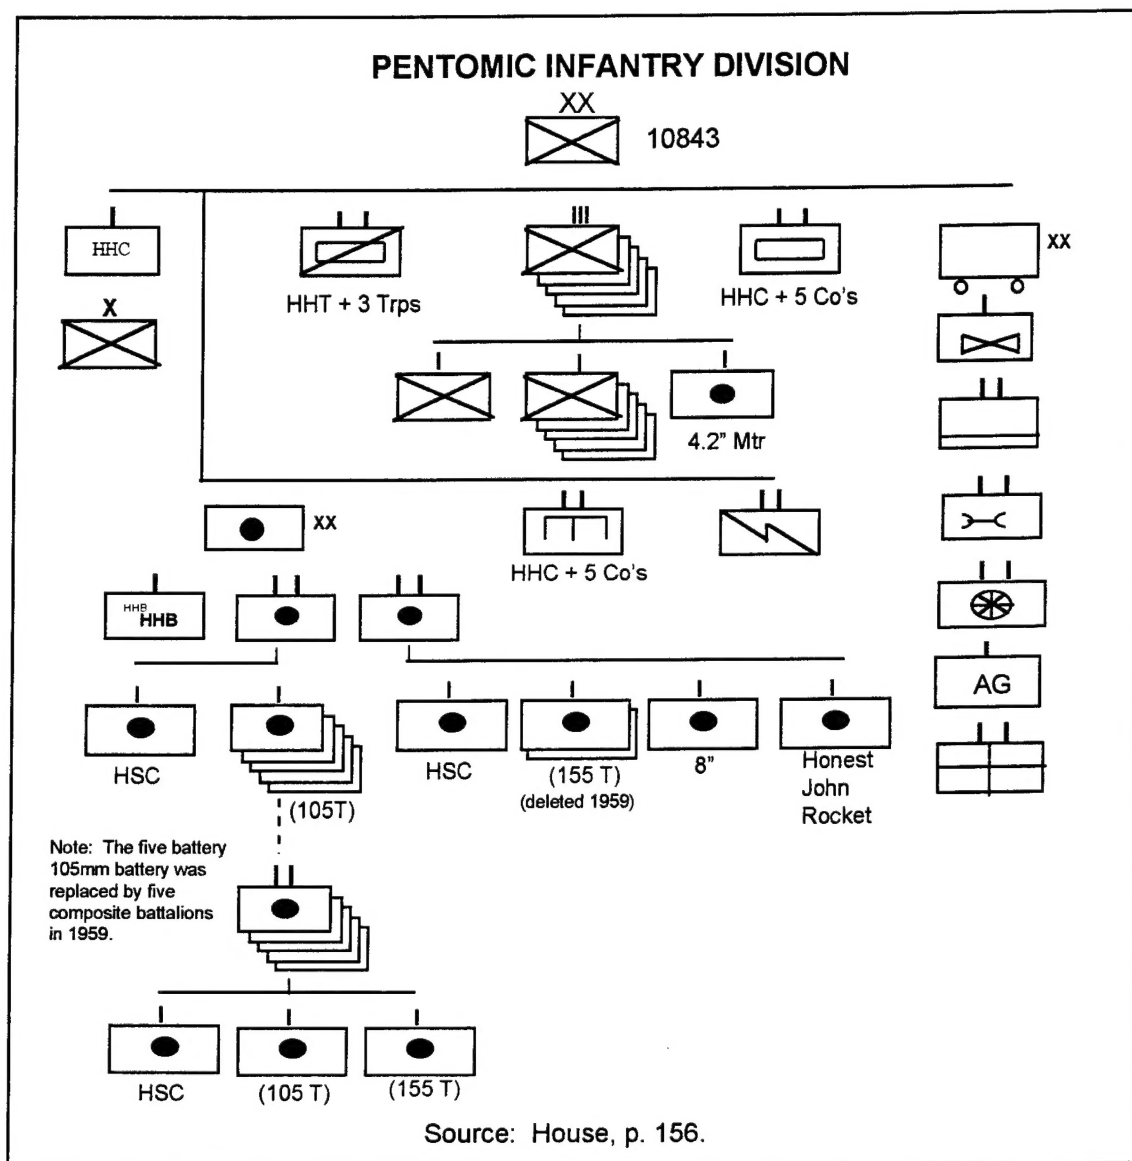 PENTOMIC INFANTRY DIVISION
XX
10843
HHC
HHT + 3 Trps
III
HHC + 5 Co's
XX
X
4.2” Mtr
XX
HHC + 5 Co's
HHB
HHB
AG
HSC
(105T)
HSC
(155 T)
(deleted 1959)
8”
Honest
John
Rocket
Note: The five battery
105mm battery was
replaced by five
composite battalions
in 1959.
HSC
(105 T)
(155 T)
Source: House, p. 156.